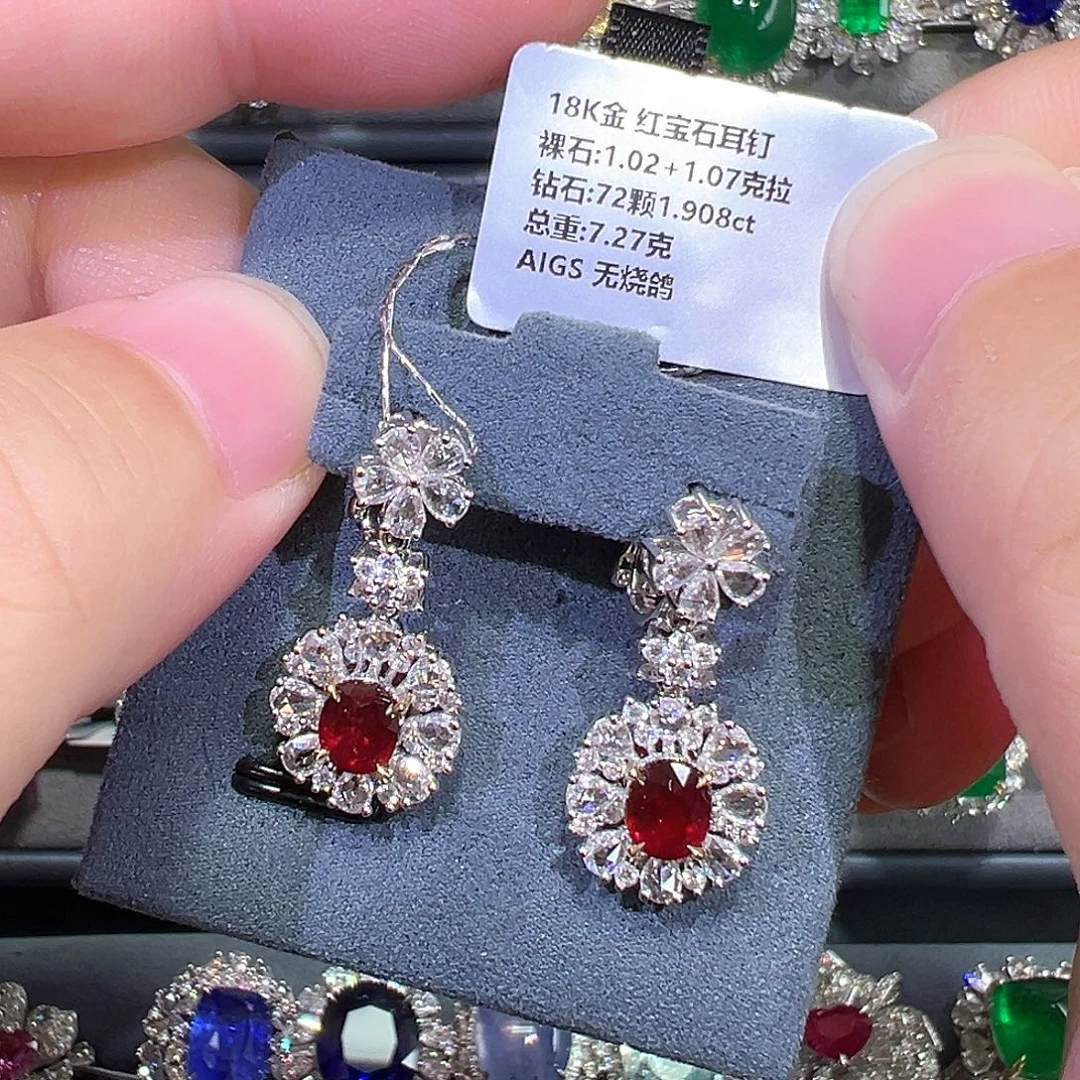 18K金 红宝石耳钉
裸石:1.02+1.07克拉
钻石:72颗1.908ct
总重:7.27克
AIGS 无烧鸽